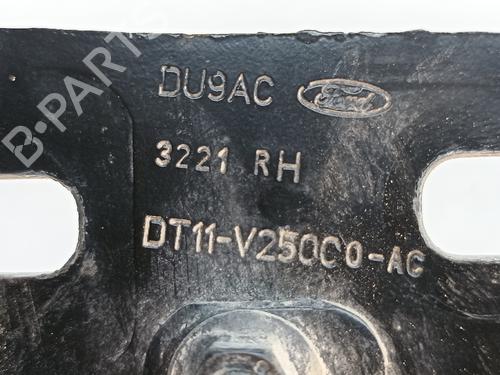 B-PARTS
DU9AC Ford
3221 RH
DT11-V250C0-AC